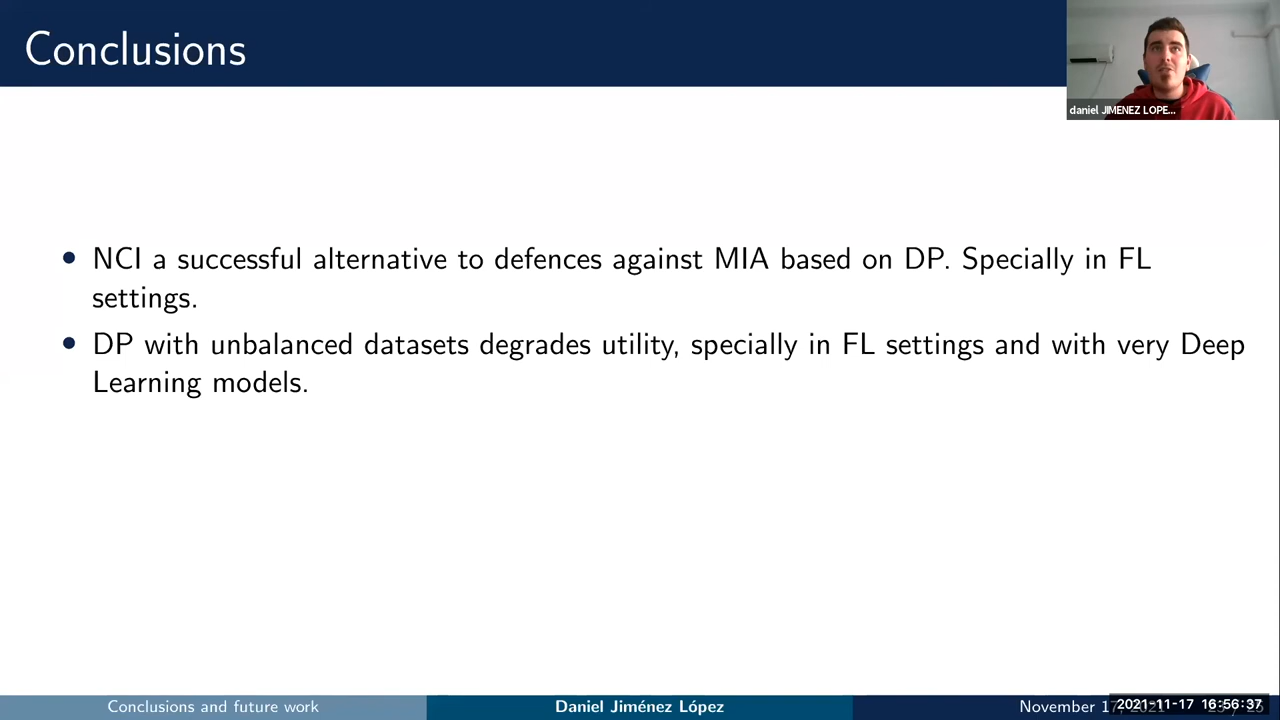 Conclusions
daniel JIMENEZ LOPE...
• NCI a successful alternative to defences against MIA based on DP. Specially in FL
settings.
• DP with unbalanced datasets degrades utility, specially in FL settings and with very Deep
Learning models.
Conclusions and future work
Daniel Jiménez López
November 17, 2021
2021-11-17 16:56:37